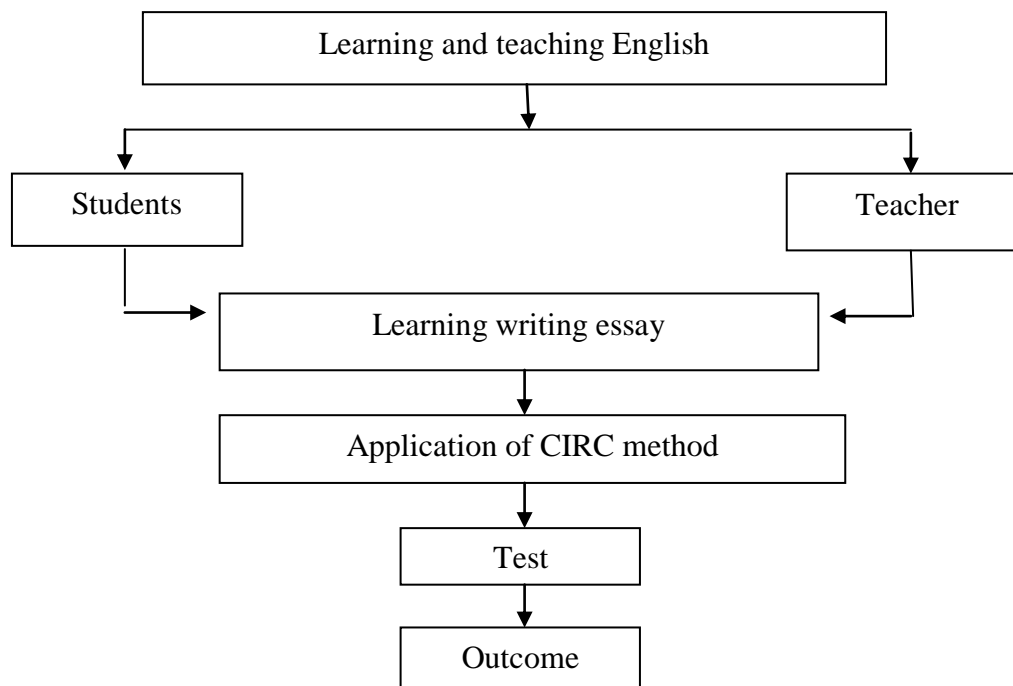 Learning and teaching English
Students
Teacher
Learning writing essay
Application of CIRC method
Test
Outcome